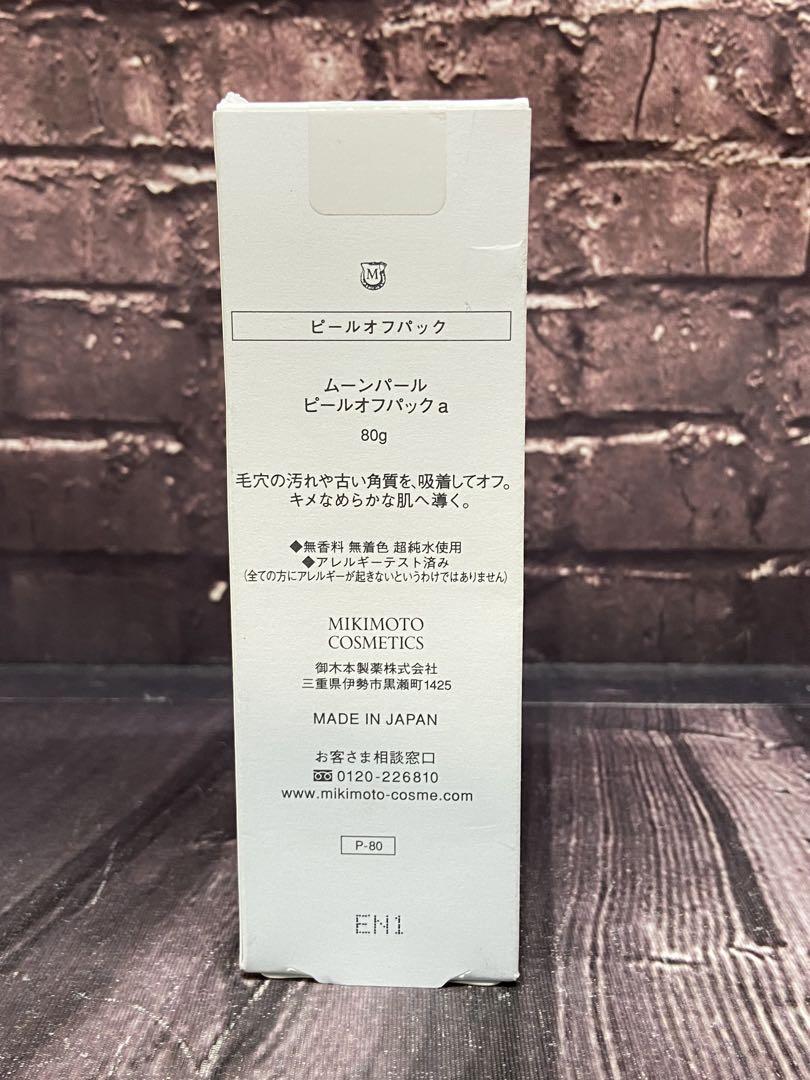 M
ピールオフパック
ムーンパール
ピールオフパック a
80g
毛穴の汚れや古い角質を、吸着してオフ。
キメなめらかな肌へ導く。
◆無香料 無着色 超純水使用
◆アレルギーテスト済み
(全ての方にアレルギーが起きないというわけではありません)
MIKIMOTO
COSMETICS
御木本製薬株式会社
三重県伊勢市黒瀬町1425
MADE IN JAPAN
お客さま相談窓口
0120-226810
www.mikimoto-cosme.com
P-80
EN1